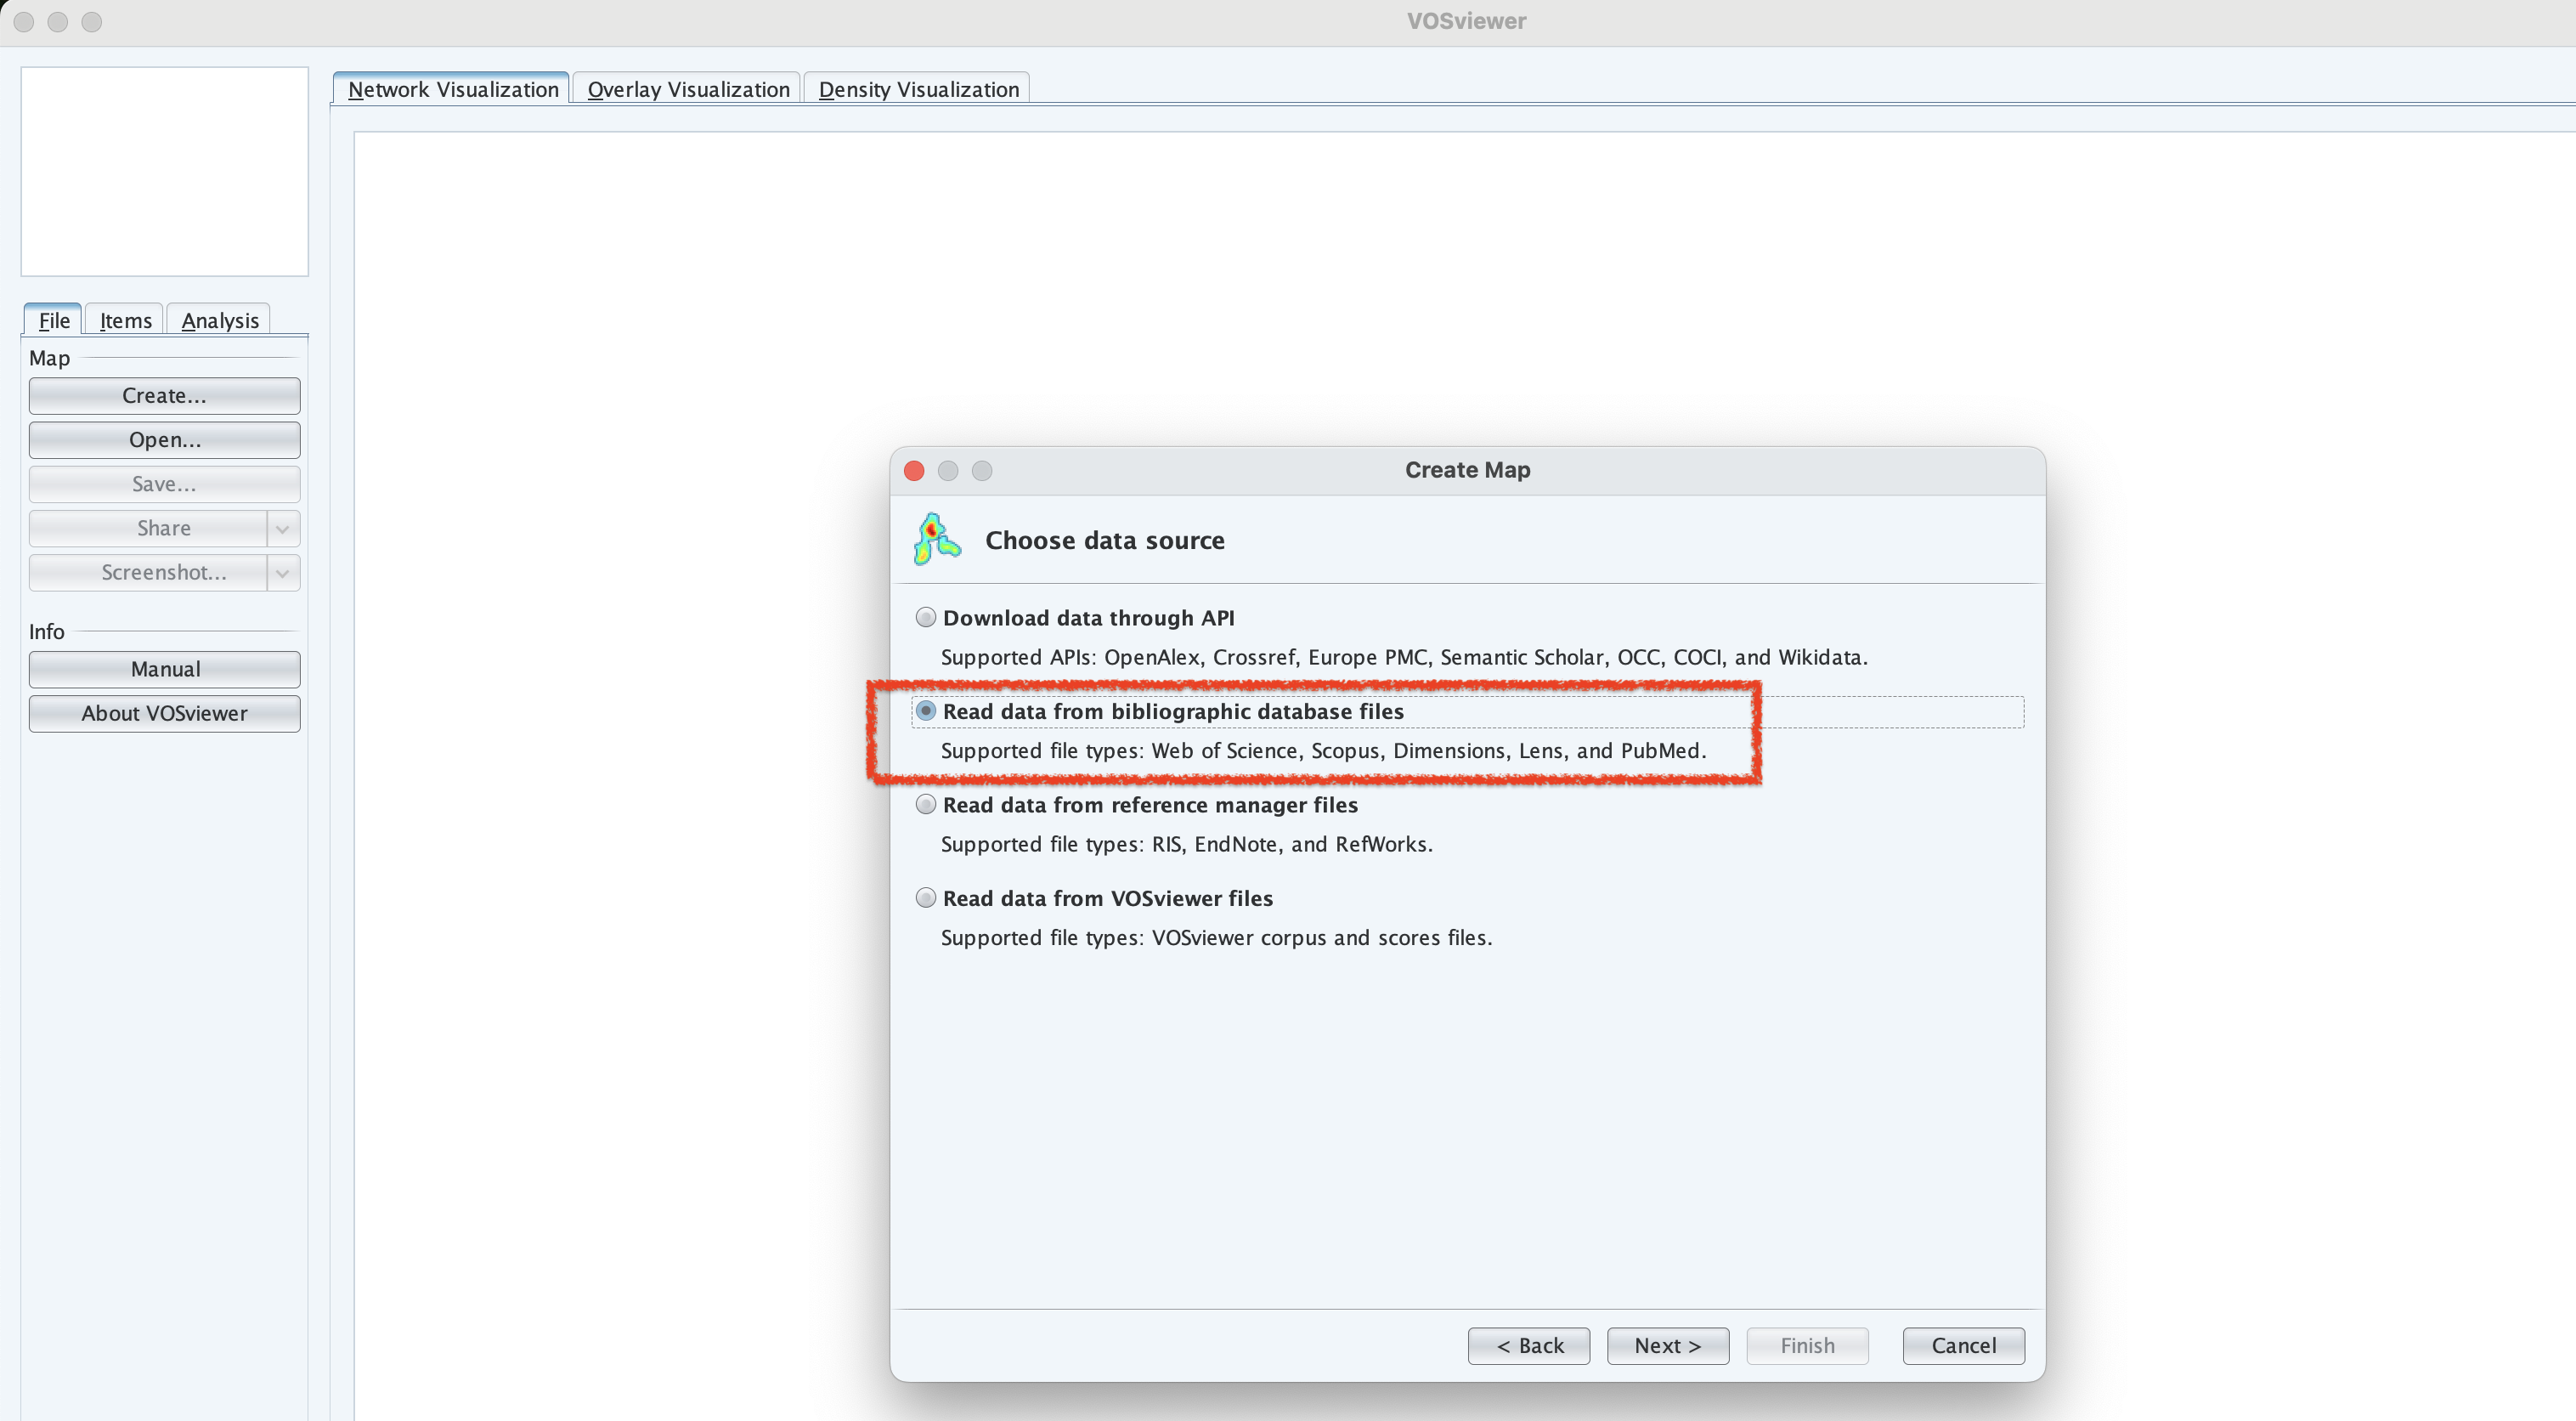 VOSviewer
Network Visualization
Overlay Visualization
Density Visualization
File
Items
Analysis
Map
Create...
Open...
Save...
Share
Screenshot...
Info
Manual
About VOSviewer
Create Map
Choose data source
Download data through API
Supported APIs: OpenAlex, Crossref, Europe PMC, Semantic Scholar, OCC, COCI, and Wikidata.
Read data from bibliographic database files
Supported file types: Web of Science, Scopus, Dimensions, Lens, and PubMed.
Read data from reference manager files
Supported file types: RIS, EndNote, and RefWorks.
Read data from VOSviewer files
Supported file types: VOSviewer corpus and scores files.
< Back
Next >
Finish
Cancel